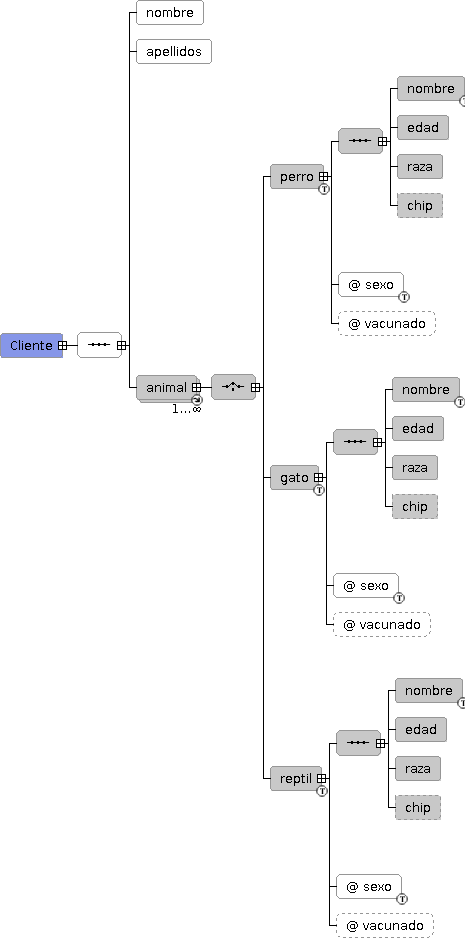 nombre
apellidos
nombre
edad
raza
chip
perro
@ sexo
@ vacunado
Cliente
animal
1...∞
nombre
edad
raza
chip
gato
@ sexo
@ vacunado
nombre
edad
raza
chip
reptil
@ sexo
@ vacunado